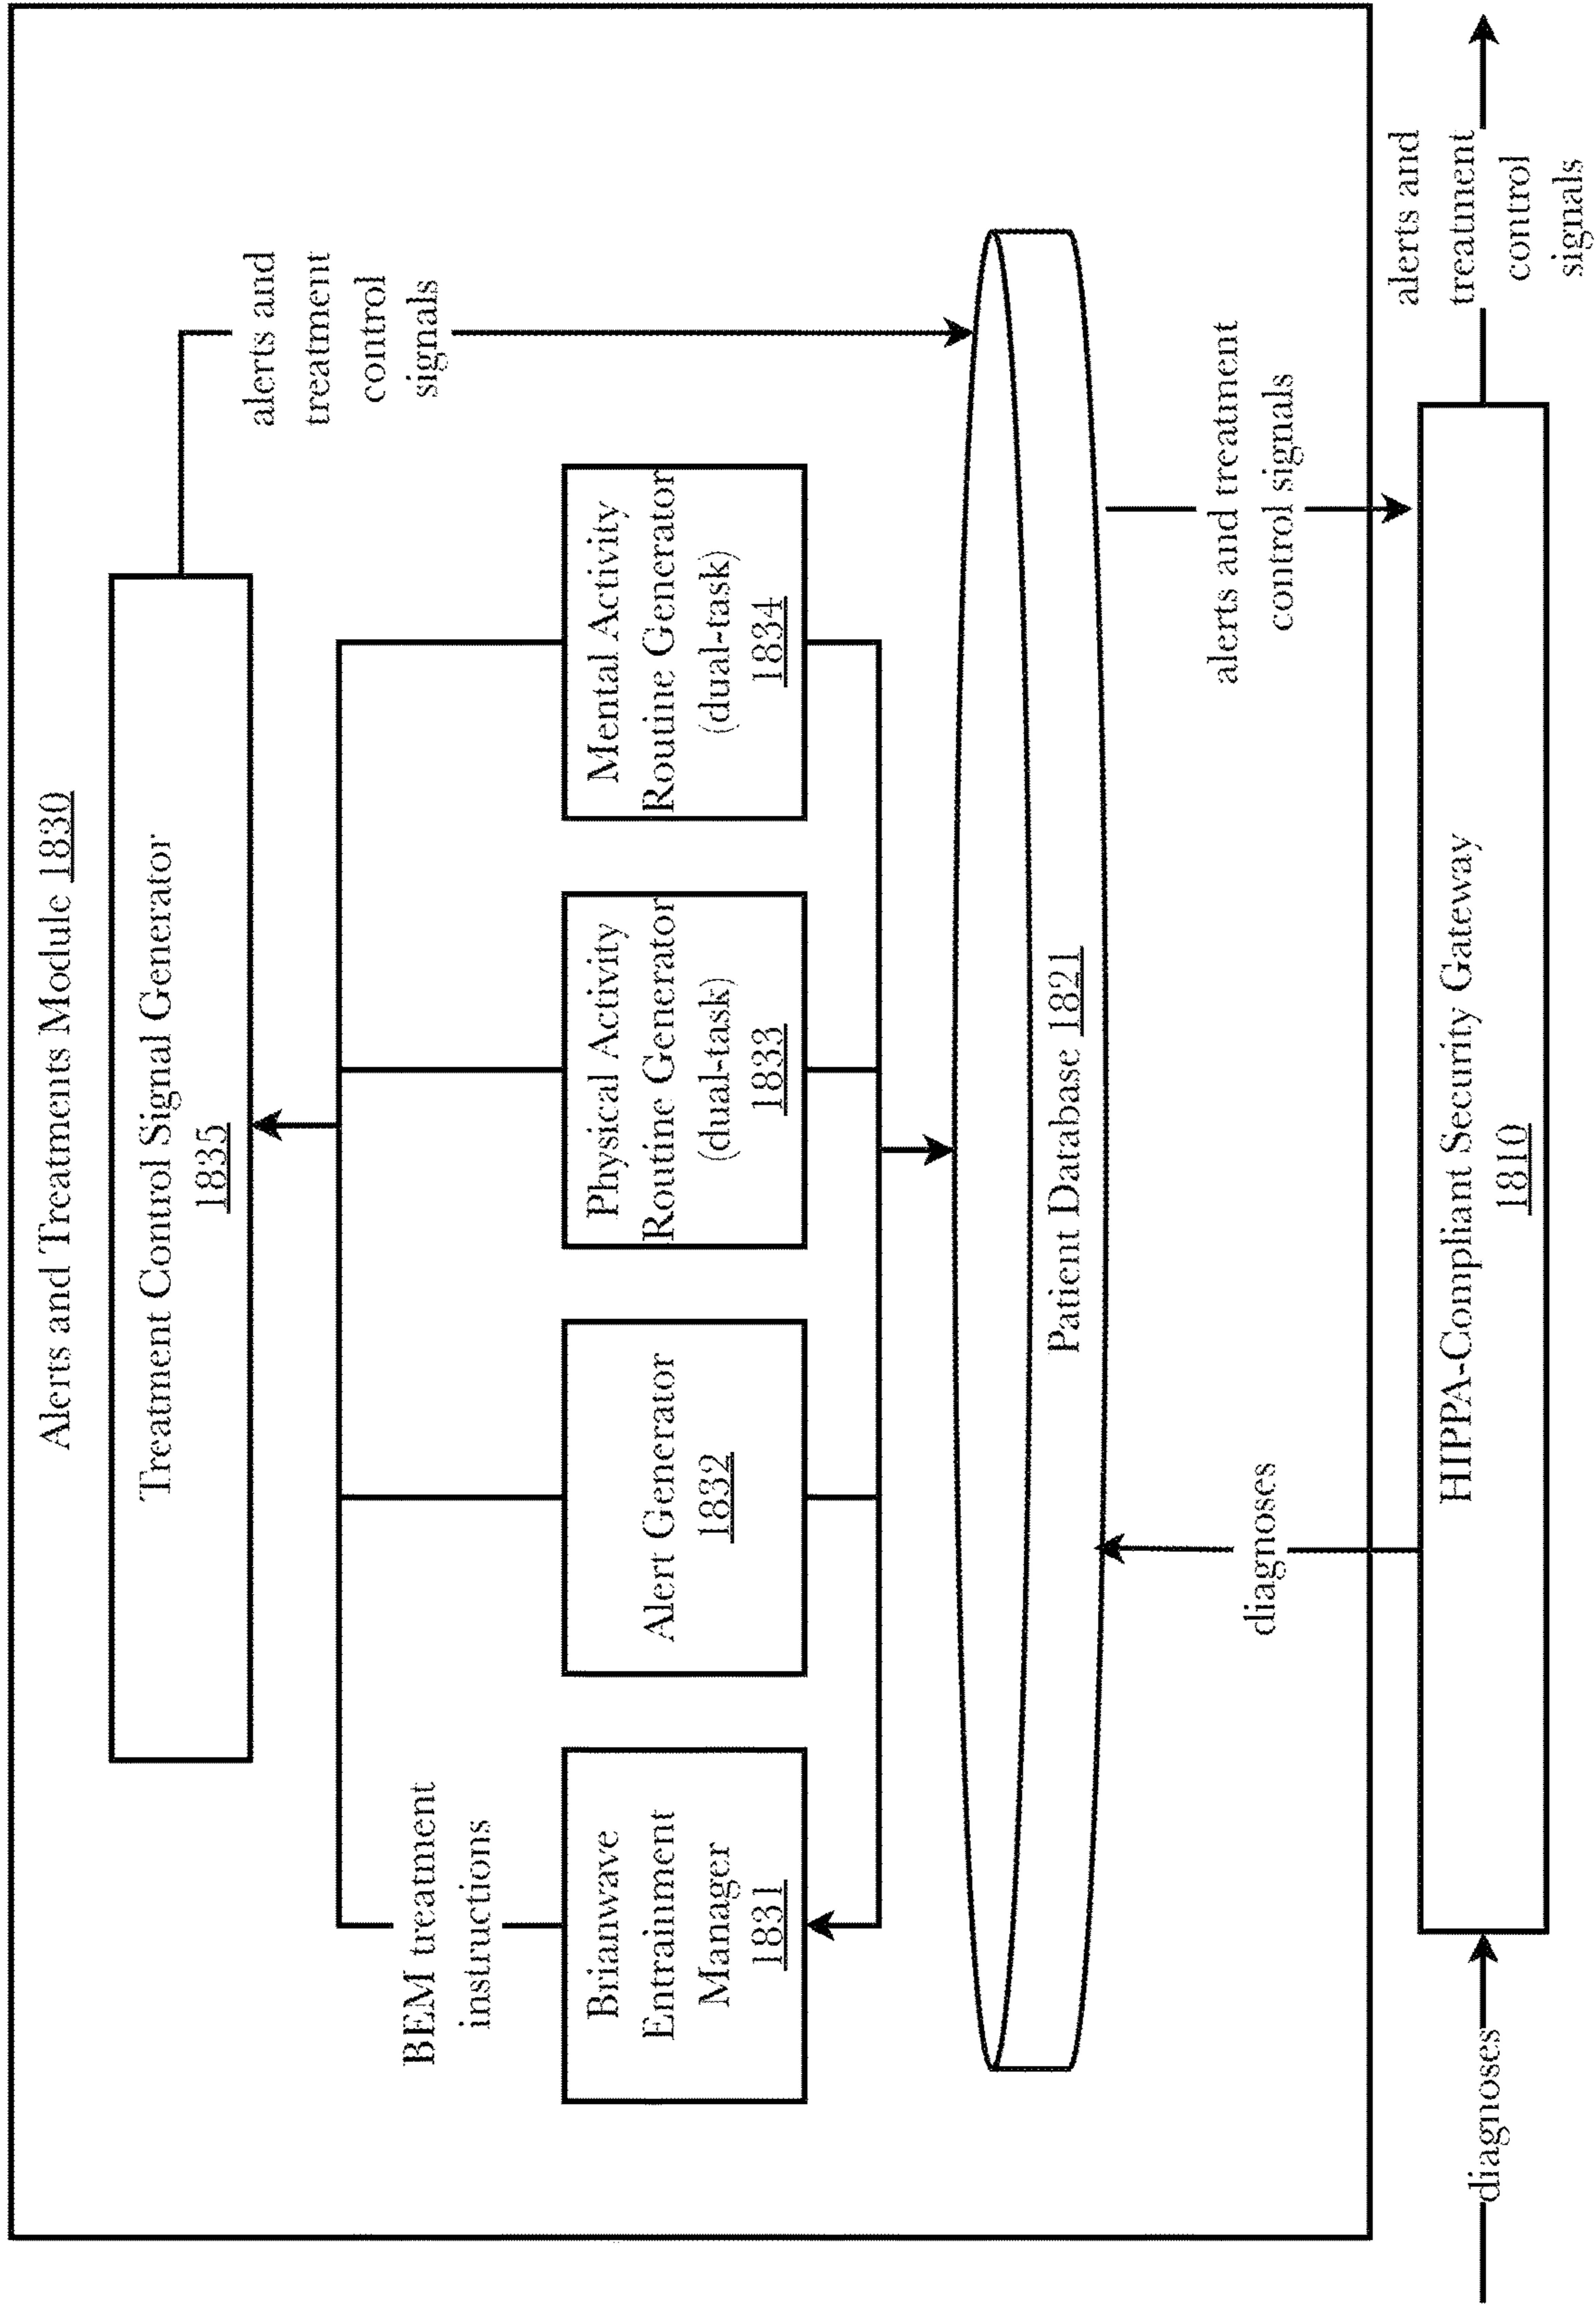 Alerts and Treatments Module 1830
Treatment Control Signal Generator
1835
alerts and
treatment
control
signals
BEM treatment
instructions
Brianwave
Entrainment
Manager
1831
Alert Generator
1832
Physical Activity
Routine Generator
(dual-task)
1833
Mental Activity
Routine Generator
(dual-task)
1834
Patient Database 1821
diagnoses
alerts and treatment
control signals
diagnoses
HIPPA-Compliant Security Gateway
1810
alerts and
treatment
control
signals